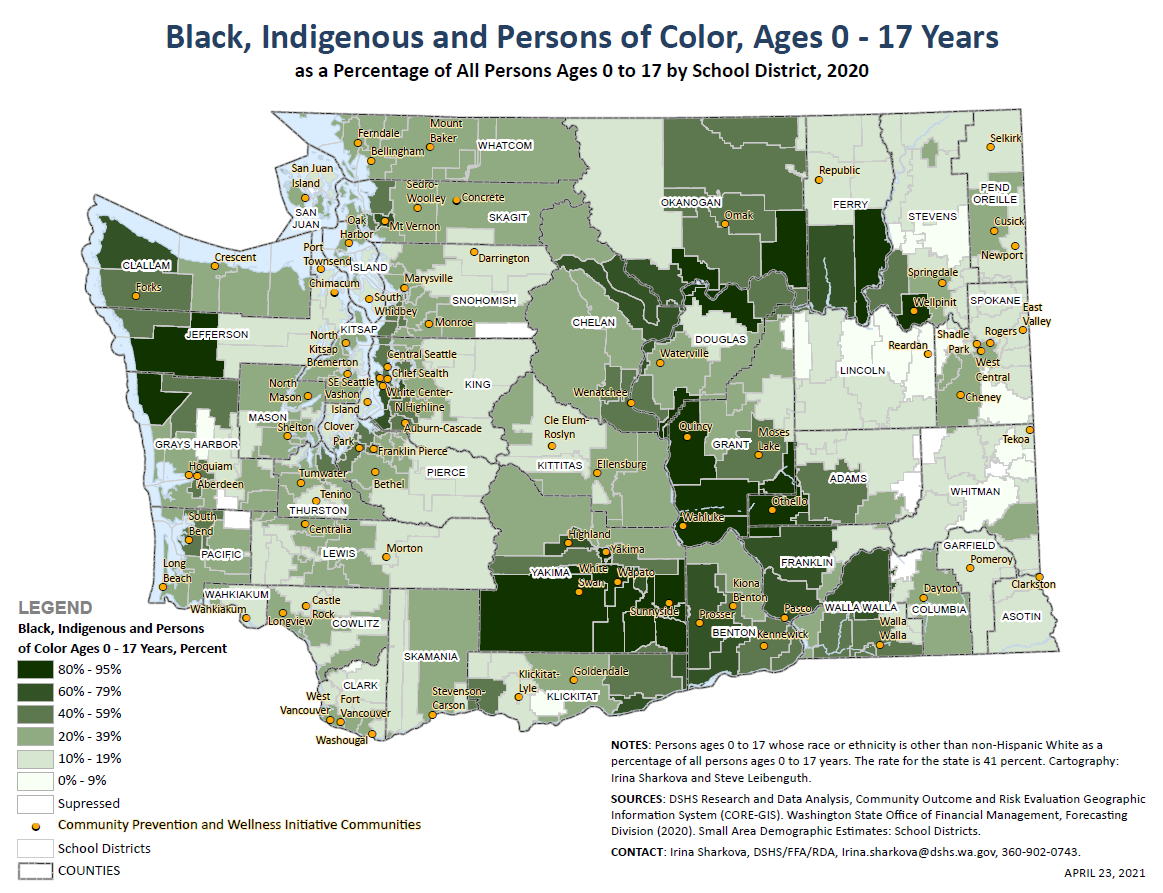 Black, Indigenous and Persons of Color, Ages 0 - 17 Years
as a Percentage of All Persons Ages 0 to 17 by School District, 2020
Ferndale
Mount
Baker
Bellingham
WHATCOM
San Juan
Island
SAN
JUAN
Sedro-
Woolley
Concrete
SKAGIT
Oak
Harbor
Mt Vernon
OKANOGAN
Omak
Republic
FERRY
STEVENS
Selkirk
PEND
OREILLE
Cusick
Newport
CLALLAM
Forks
Crescent
Port
Townsend
Chimacum
ISLAND
South
Whidbey
Darrington
Marysville
SNOHOMISH
Monroe
Springdale
Wellpinit
SPOKANE
East
Valley
JEFFERSON
North
Kitsap
KITSAP
Bremerton
CHELAN
DOUGLAS
Waterville
Reardan
Shadle
Park
Rogers
West
Central
Cheney
LINCOLN
Central Seattle
Chief Sealth
SE Seattle
Vashon
Island
White Center-
N Highline
KING
Auburn-Cascade
North
Mason
MASON
Shelton
Wenatchee
Cle Elum-
Roslyn
KITTITAS
Ellensburg
Quincy
GRANT
Moses
Lake
Tekoa
GRAYS HARBOR
Hoquiam
Aberdeen
Clover
Park
Franklin Pierce
Bethel
PIERCE
Tumwater
Tenino
THURSTON
ADAMS
Othello
Wahluke
WHITMAN
South
Bend
PACIFIC
Centralia
LEWIS
Morton
Highland
Yakima
YAKIMA
White
Swan
Wapato
Sunnyside
FRANKLIN
GARFIELD
Pomeroy
Clarkston
Long
Beach
WAHKIAKUM
Wahkiakum
Castle
Rock
Longview
COWLITZ
Kiona
Benton
Prosser
Pasco
BENTON
Kennewick
WALLA WALLA
Walla
Walla
Dayton
COLUMBIA
ASOTIN
SKAMANIA
CLARK
West
Vancouver
Fort
Vancouver
Washougal
Stevenson-
Carson
Klickitat-
Lyle
Goldendale
KLICKITAT
LEGEND
Black, Indigenous and Persons
of Color Ages 0 - 17 Years, Percent
80% - 95%
60% - 79%
40% - 59%
20% - 39%
10% - 19%
0% - 9%
Supressed
Community Prevention and Wellness Initiative Communities
School Districts
COUNTIES
NOTES: Persons ages 0 to 17 whose race or ethnicity is other than non-Hispanic White as a
percentage of all persons ages 0 to 17 years. The rate for the state is 41 percent. Cartography:
Irina Sharkova and Steve Leibenguth.
SOURCES: DSHS Research and Data Analysis, Community Outcome and Risk Evaluation Geographic
Information System (CORE-GIS). Washington State Office of Financial Management, Forecasting
Division (2020). Small Area Demographic Estimates: School Districts.
CONTACT: Irina Sharkova, DSHS/FFA/RDA, Irina.sharkova@dshs.wa.gov, 360-902-0743.
APRIL 23, 2021